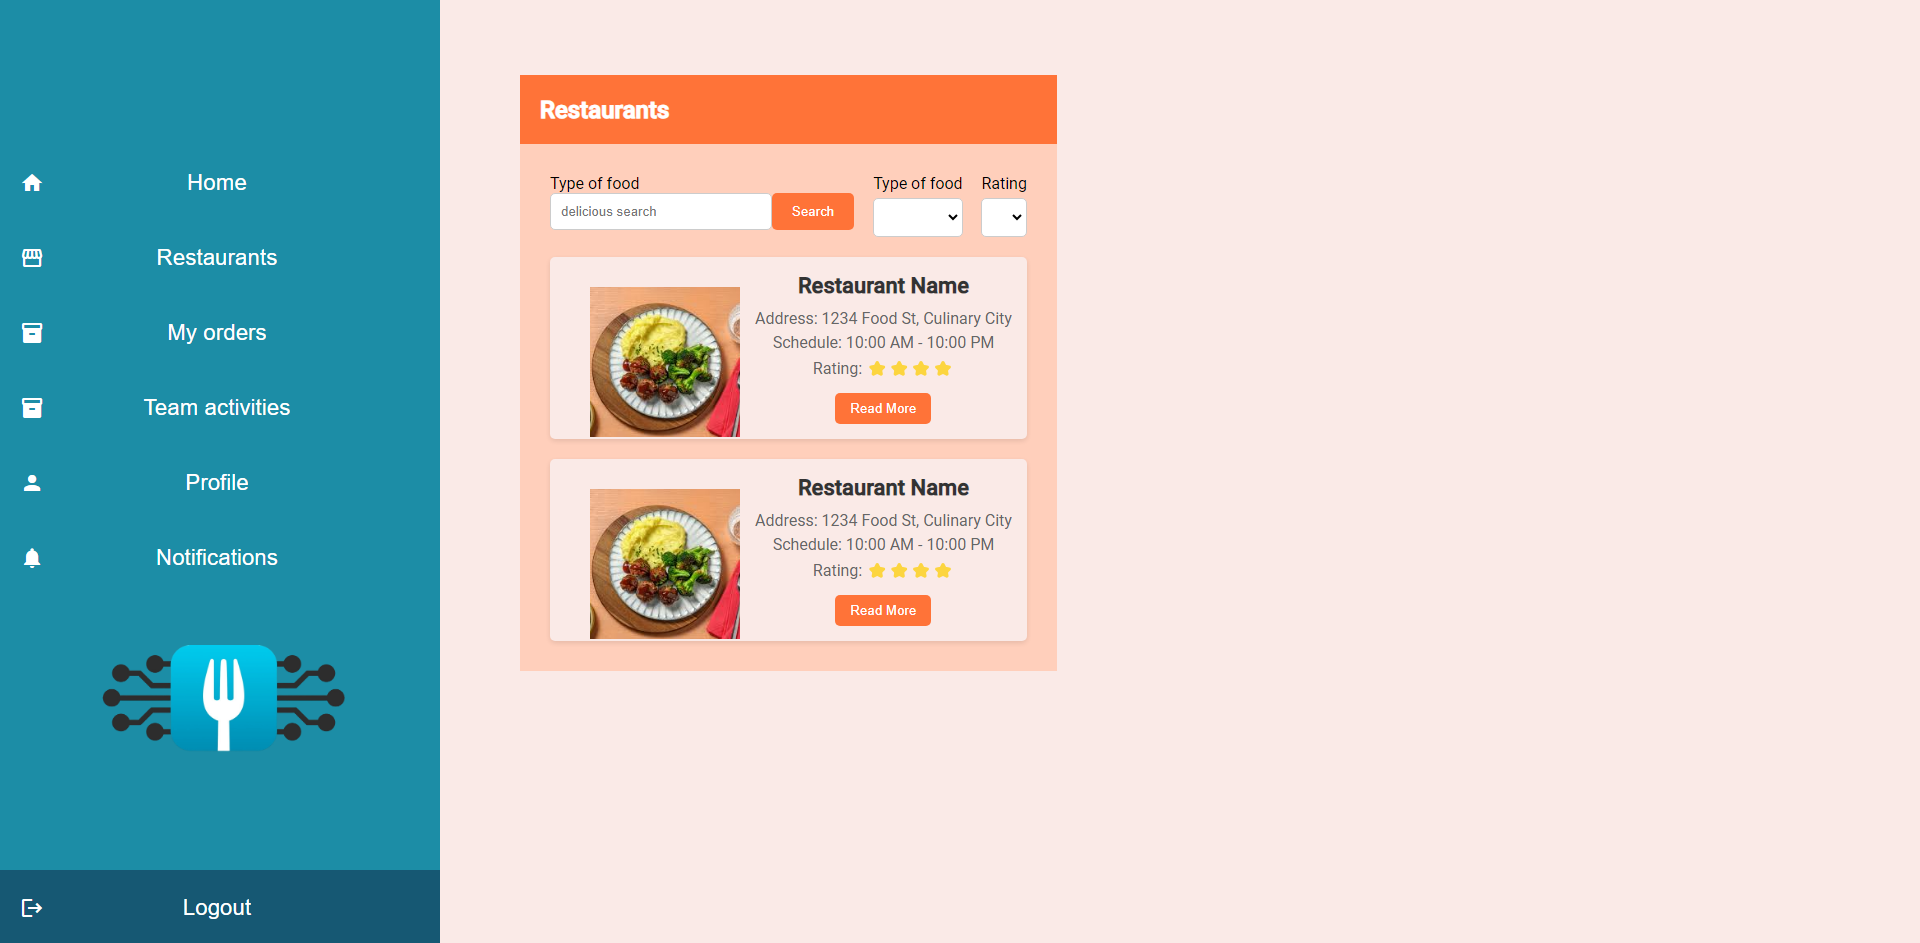 Home
Restaurants
My orders
Team activities
Profile
Notifications
Logout
Restaurants
Type of food
delicious search
Search
Type of food
Rating
Restaurant Name
Address: 1234 Food St, Culinary City
Schedule: 10:00 AM - 10:00 PM
Rating:
Read More
Restaurant Name
Address: 1234 Food St, Culinary City
Schedule: 10:00 AM - 10:00 PM
Rating:
Read More